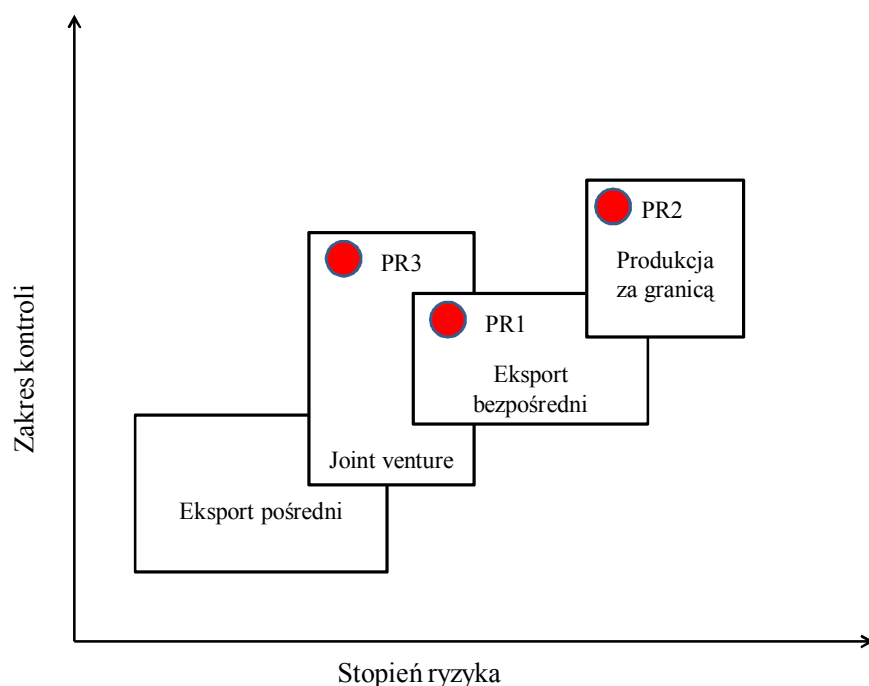 PR2
Produkcja
za granicą
PR3
PR1
Eksport
bezpośredni
Joint venture
Eksport pośredni
Zakres kontroli
Stopień ryzyka